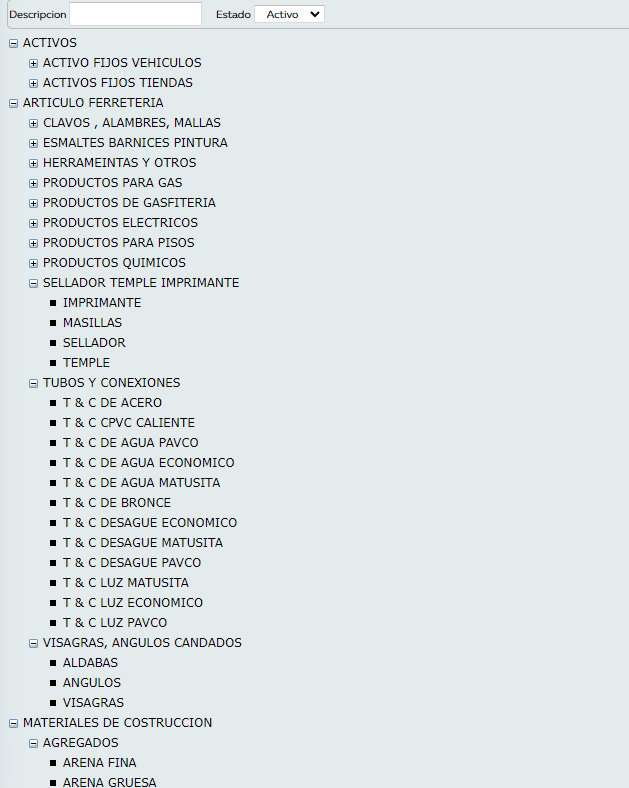 Descripcion Estado Activo
ACTIVOS
ACTIVO FIJOS VEHICULOS
ACTIVOS FIJOS TIENDAS
ARTICULO FERRETERIA
CLAVOS , ALAMBRES, MALLAS
ESMALTES BARNICES PINTURA
HERRAMEINTAS Y OTROS
PRODUCTOS PARA GAS
PRODUCTOS DE GASFITERIA
PRODUCTOS ELECTRICOS
PRODUCTOS PARA PISOS
PRODUCTOS QUIMICOS
SELLADOR TEMPLE IMPRIMANTE
IMPRIMANTE
MASILLAS
SELLADOR
TEMPLE
TUBOS Y CONEXIONES
T & C DE ACERO
T & C CPVC CALIENTE
T & C DE AGUA PAVCO
T & C DE AGUA ECONOMICO
T & C DE AGUA MATUSITA
T & C DE BRONCE
T & C DESAGUE ECONOMICO
T & C DESAGUE MATUSITA
T & C DESAGUE PAVCO
T & C LUZ MATUSITA
T & C LUZ ECONOMICO
T & C LUZ PAVCO
VISAGRAS, ANGULOS CANDADOS
ALDABAS
ANGULOS
VISAGRAS
MATERIALES DE COSTRUCCION
AGREGADOS
ARENA FINA
ARENA GRUESA